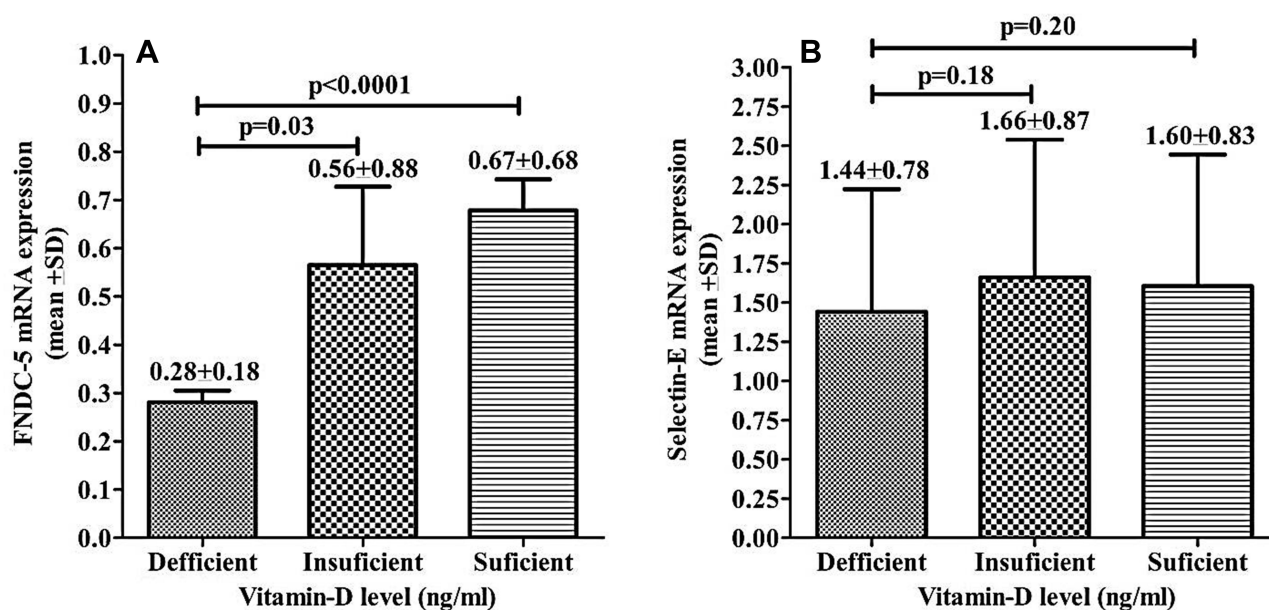 A
FNDC-5 mRNA expression
(mean ±SD)
1.0
0.9
0.8
0.7
0.6
0.5
0.4
0.3
0.2
0.1
0.0
p<0.0001
p=0.03
0.28±0.18
0.56±0.88
0.67±0.68
Defficient Insuficient Suficient
Vitamin-D level (ng/ml)
B
Selectin-E mRNA expression
(mean ±SD)
3.00
2.75
2.50
2.25
2.00
1.75
1.50
1.25
1.00
0.75
0.50
0.25
0.00
p=0.20
p=0.18
1.44±0.78
1.66±0.87
1.60±0.83
Defficient Insuficient Suficient
Vitamin-D level (ng/ml)